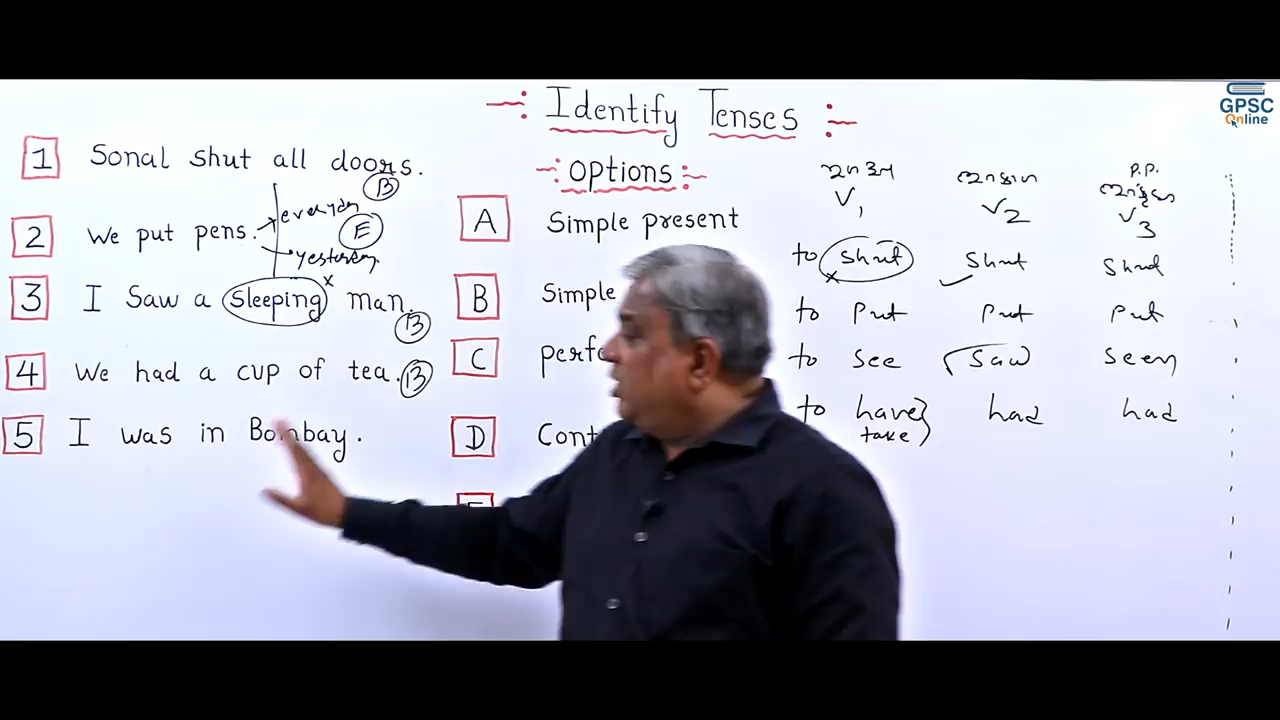 GPSC
Online
Identify Tenses
Options
1 Sonal shut all doors.
B
everyday
2 We put pens.
E
yesterday
3 I Saw a Sleeping x man.
B
4 We had a cup of tea.
B
5 I was in Bombay.
A Simple present
B Simple
C
D
P.P.
V1 V2 V3
to Shut Shut Shut
to Put Put Put
to see Saw Seen
to have had had
take